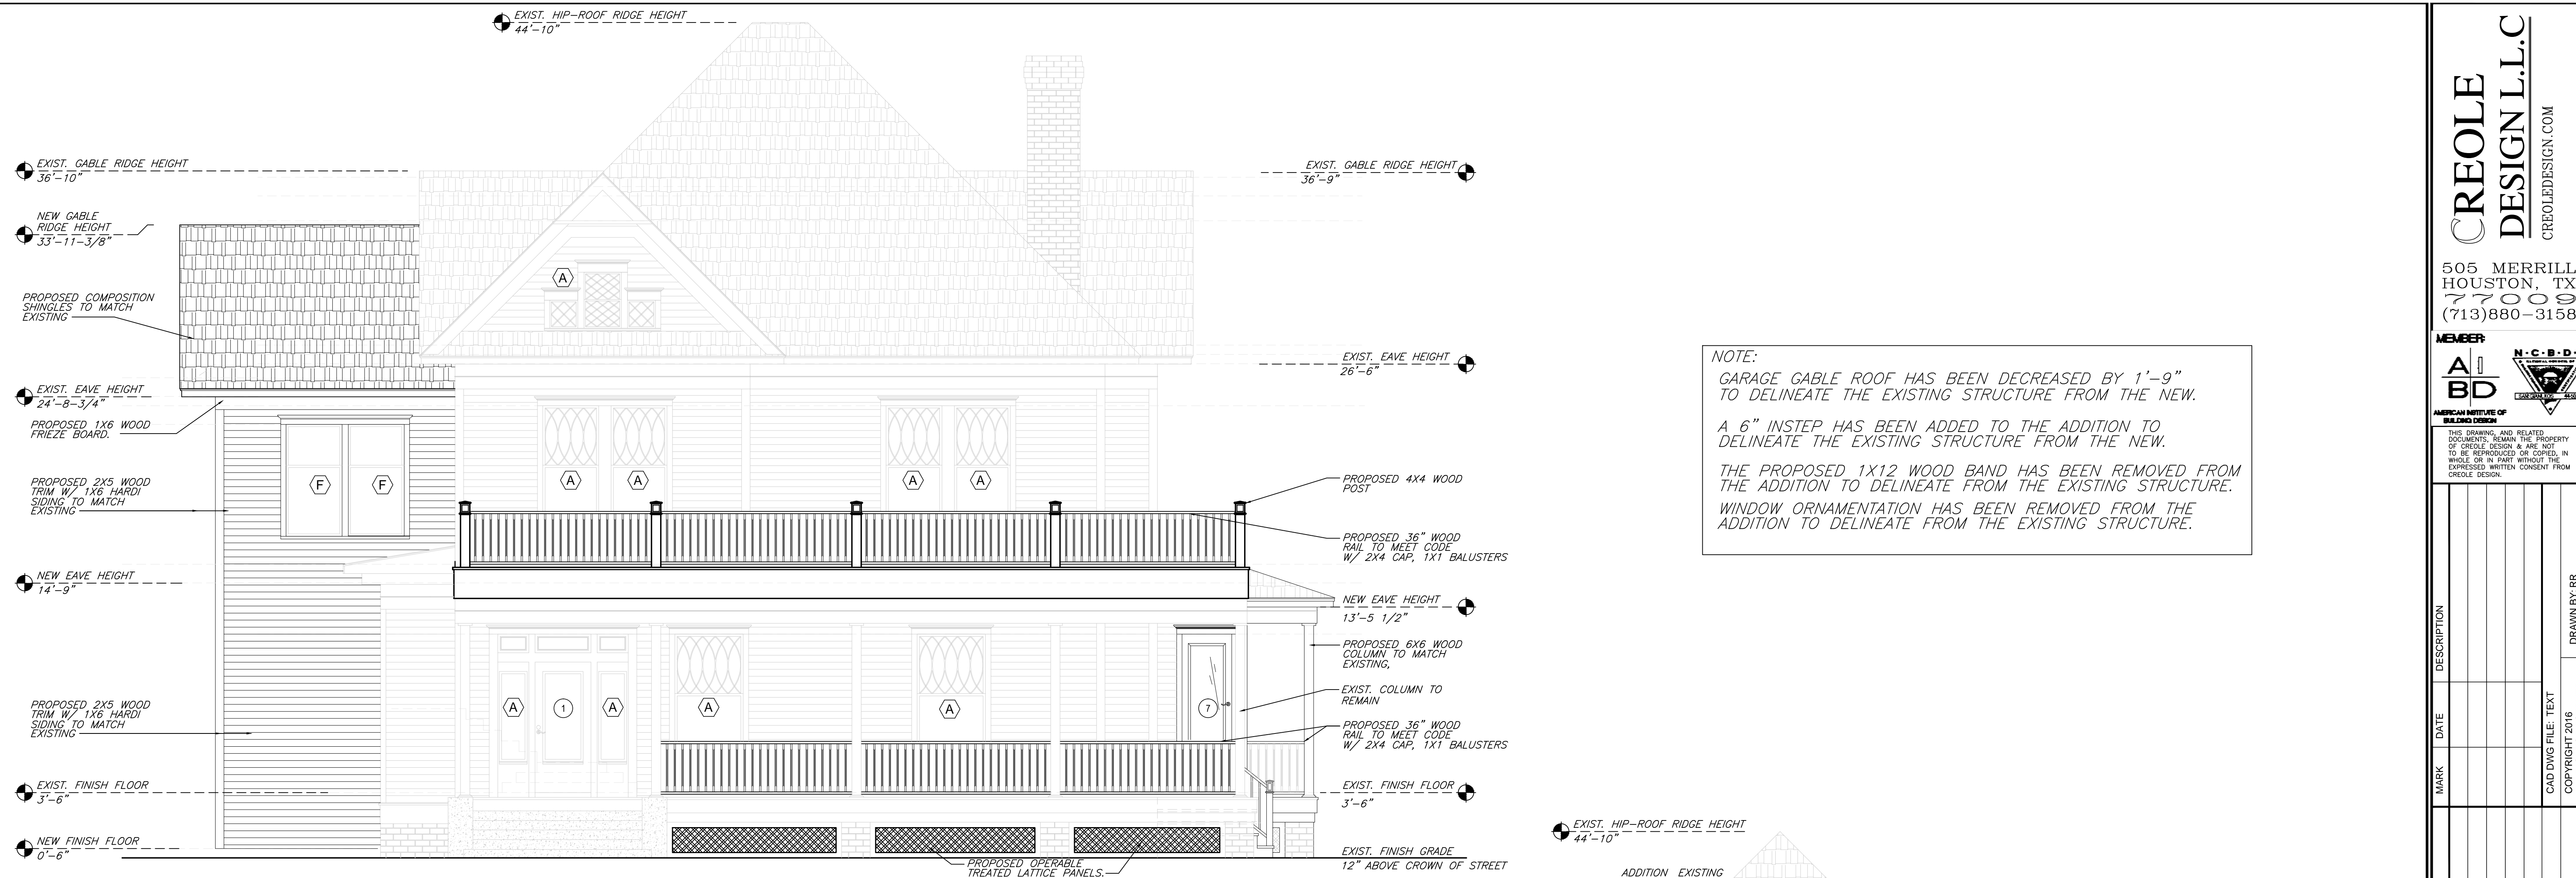 EXIST. HIP-ROOF RIDGE HEIGHT
44'-10"
EXIST. GABLE RIDGE HEIGHT
36'-10"
NEW GABLE
RIDGE HEIGHT
33'-11-3/8"
PROPOSED COMPOSITION
SHINGLES TO MATCH
EXISTING
EXIST. EAVE HEIGHT
24'-8-3/4"
PROPOSED 1X6 WOOD
FRIEZE BOARD.
PROPOSED 2X5 WOOD
TRIM W/ 1X6 HARDI
SIDING TO MATCH
EXISTING
NEW EAVE HEIGHT
14'-9"
PROPOSED 2X5 WOOD
TRIM W/ 1X6 HARDI
SIDING TO MATCH
EXISTING
EXIST. FINISH FLOOR
3'-6"
NEW FINISH FLOOR
0'-6"
A
F
F
A
A
A
A
A
1
A
A
A
7
EXIST. GABLE RIDGE HEIGHT
36'-9"
EXIST. EAVE HEIGHT
26'-6"
PROPOSED 4X4 WOOD
POST
PROPOSED 36" WOOD
RAIL TO MEET CODE
W/ 2X4 CAP, 1X1 BALUSTERS
NEW EAVE HEIGHT
13'-5 1/2"
PROPOSED 6X6 WOOD
COLUMN TO MATCH
EXISTING,
EXIST. COLUMN TO
REMAIN
PROPOSED 36" WOOD
RAIL TO MEET CODE
W/ 2X4 CAP, 1X1 BALUSTERS
EXIST. FINISH FLOOR
3'-6"
EXIST. FINISH GRADE
12" ABOVE CROWN OF STREET
PROPOSED OPERABLE
TREATED LATTICE PANELS.
NOTE:
GARAGE GABLE ROOF HAS BEEN DECREASED BY 1'-9"
TO DELINEATE THE EXISTING STRUCTURE FROM THE NEW.
A 6" INSTEP HAS BEEN ADDED TO THE ADDITION TO
DELINEATE THE EXISTING STRUCTURE FROM THE NEW.
THE PROPOSED 1X12 WOOD BAND HAS BEEN REMOVED FROM
THE ADDITION TO DELINEATE FROM THE EXISTING STRUCTURE.
WINDOW ORNAMENTATION HAS BEEN REMOVED FROM THE
ADDITION TO DELINEATE FROM THE EXISTING STRUCTURE.
EXIST. HIP-ROOF RIDGE HEIGHT
44'-10"
ADDITION EXISTING
CREOLE
DESIGN L.L.C
CREOLEDESIGN.COM
505 MERRILL
HOUSTON, TX
77009
(713)880-3158
MEMBER:
AIBD
AMERICAN INSTITUTE OF
BUILDING DESIGN
N·C·B·D·
THIS DRAWING, AND RELATED
DOCUMENTS, REMAIN THE PROPERTY
OF CREOLE DESIGN & ARE NOT
TO BE REPRODUCED OR COPIED, IN
WHOLE OR IN PART WITHOUT THE
EXPRESSED WRITTEN CONSENT FROM
CREOLE DESIGN.
MARK DATE DESCRIPTION
CAD DWG FILE: TEXT
COPYRIGHT 2016
DRAWN BY: RR